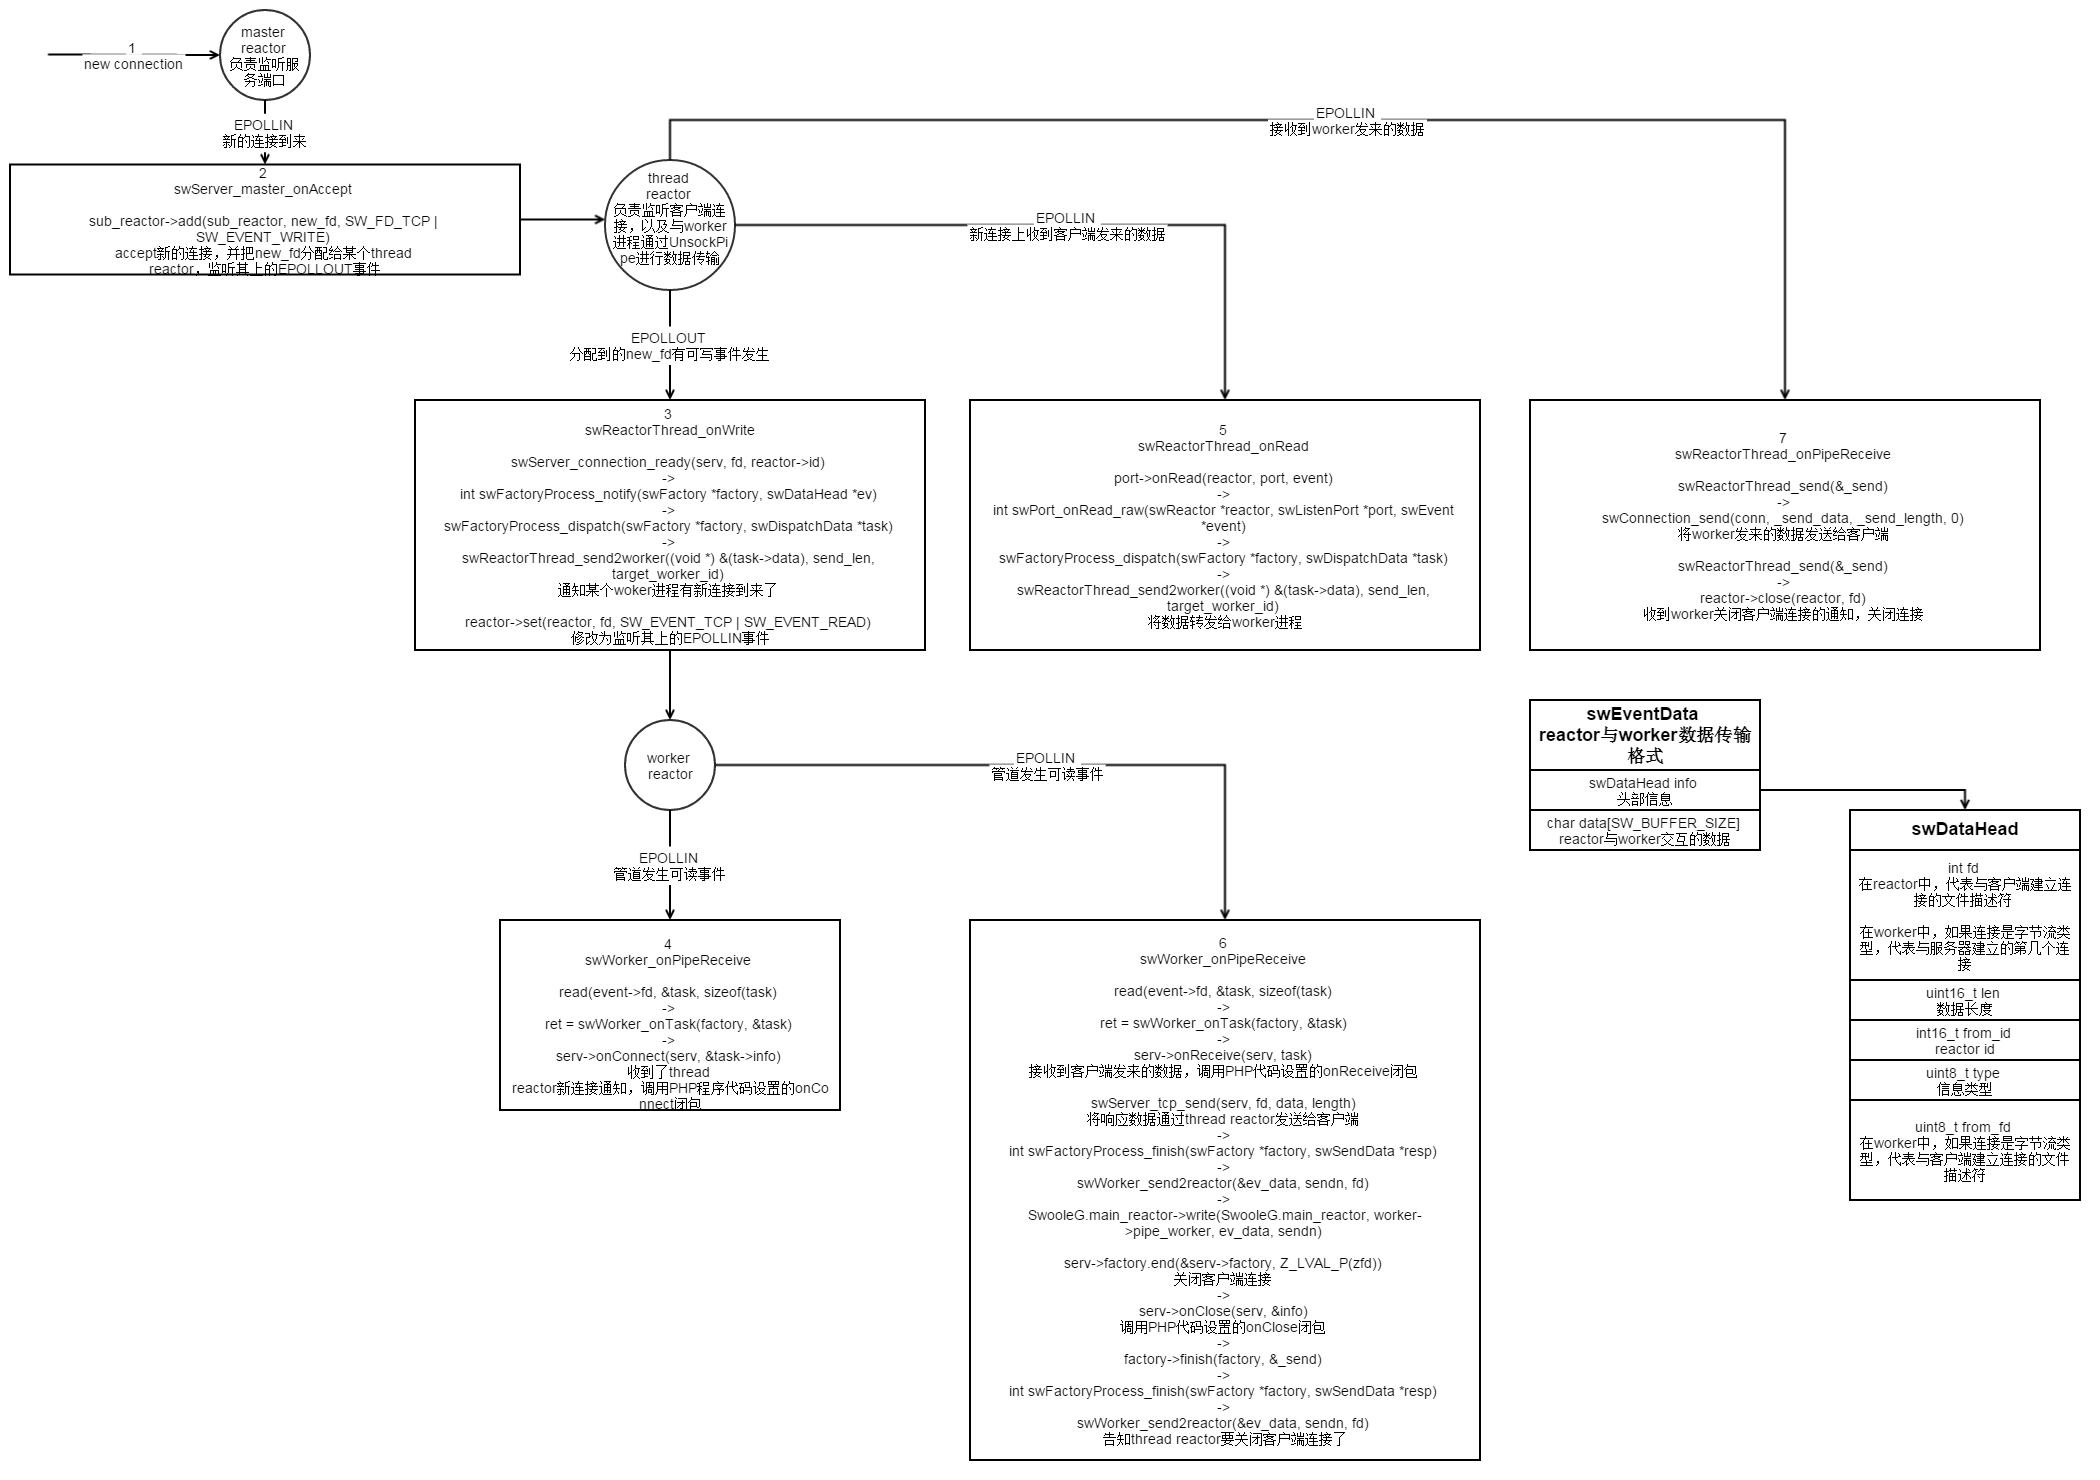 1
new connection
master
reactor
负责监听服
务端口
EPOLLIN
新的连接到来
2
swServer_master_onAccept
sub_reactor->add(sub_reactor, new_fd, SW_FD_TCP |
SW_EVENT_WRITE)
accept新的连接，并把new_fd分配给某个thread
reactor，监听其上的EPOLLOUT事件
thread
reactor
负责监听客户端连
接，以及与worker
进程通过UnsockPi
pe进行数据传输
EPOLLIN
接收到worker发来的数据
EPOLLIN
新连接上收到客户端发来的数据
EPOLLOUT
分配到的new_fd有可写事件发生
3
swReactorThread_onWrite
swServer_connection_ready(serv, fd, reactor->id)
->
int swFactoryProcess_notify(swFactory *factory, swDataHead *ev)
->
swFactoryProcess_dispatch(swFactory *factory, swDispatchData *task)
->
swReactorThread_send2worker((void *) &(task->data), send_len,
target_worker_id)
通知某个woker进程有新连接到来了
reactor->set(reactor, fd, SW_EVENT_TCP | SW_EVENT_READ)
修改为监听其上的EPOLLIN事件
5
swReactorThread_onRead
port->onRead(reactor, port, event)
->
int swPort_onRead_raw(swReactor *reactor, swListenPort *port, swEvent
*event)
->
swFactoryProcess_dispatch(swFactory *factory, swDispatchData *task)
->
swReactorThread_send2worker((void *) &(task->data), send_len,
target_worker_id)
将数据转发给worker进程
7
swReactorThread_onPipeReceive
swReactorThread_send(&_send)
->
swConnection_send(conn, _send_data, _send_length, 0)
将worker发来的数据发送给客户端
swReactorThread_send(&_send)
->
reactor->close(reactor, fd)
收到worker关闭客户端连接的通知，关闭连接
worker
reactor
EPOLLIN
管道发生可读事件
EPOLLIN
管道发生可读事件
4
swWorker_onPipeReceive
read(event->fd, &task, sizeof(task)
->
ret = swWorker_onTask(factory, &task)
->
serv->onConnect(serv, &task->info)
收到了thread
reactor新连接通知，调用PHP程序代码设置的onCo
nnect闭包
6
swWorker_onPipeReceive
read(event->fd, &task, sizeof(task)
->
ret = swWorker_onTask(factory, &task)
->
serv->onReceive(serv, task)
接收到客户端发来的数据，调用PHP代码设置的onReceive闭包
swServer_tcp_send(serv, fd, data, length)
将响应数据通过thread reactor发送给客户端
->
int swFactoryProcess_finish(swFactory *factory, swSendData *resp)
->
swWorker_send2reactor(&ev_data, sendn, fd)
->
SwooleG.main_reactor->write(SwooleG.main_reactor, worker-
>pipe_worker, ev_data, sendn)
serv->factory.end(&serv->factory, Z_LVAL_P(zfd))
关闭客户端连接
->
serv->onClose(serv, &info)
调用PHP代码设置的onClose闭包
->
factory->finish(factory, &_send)
->
int swFactoryProcess_finish(swFactory *factory, swSendData *resp)
->
swWorker_send2reactor(&ev_data, sendn, fd)
告知thread reactor要关闭客户端连接了
swEventData
reactor与worker数据传输
格式
swDataHead info
头部信息
char data[SW_BUFFER_SIZE]
reactor与worker交互的数据
swDataHead
int fd
在reactor中，代表与客户端建立连
接的文件描述符
在worker中，如果连接是字节流类
型，代表与服务器建立的第几个连
接
uint16_t len
数据长度
int16_t from_id
reactor id
uint8_t type
信息类型
uint8_t from_fd
在worker中，如果连接是字节流类
型，代表与客户端建立连接的文件
描述符